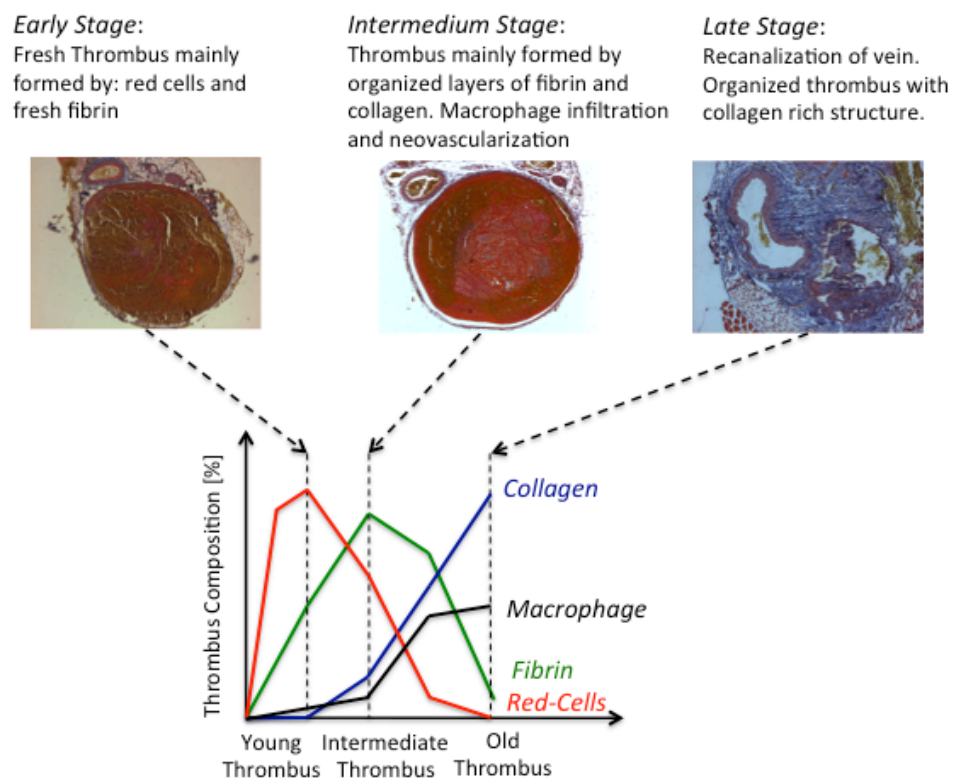 Early Stage:
Fresh Thrombus mainly
formed by: red cells and
fresh fibrin
Intermedium Stage:
Thrombus mainly formed by
organized layers of fibrin and
collagen. Macrophage infiltration
and neovascularization
Late Stage:
Recanalization of vein.
Organized thrombus with
collagen rich structure.
Thrombus Composition [%]
Collagen
Macrophage
Fibrin
Red-Cells
Young
Thrombus
Intermediate
Thrombus
Old
Thrombus